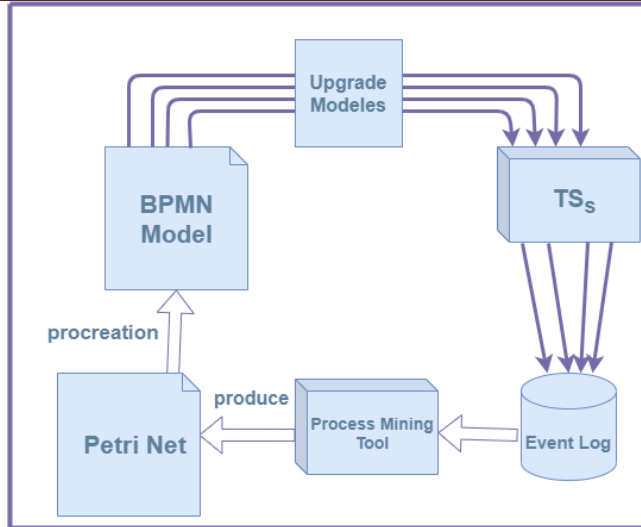 Upgrade
Modeles
BPMN
Model
TSs
procreation
produce
Petri Net
Process Mining
Tool
Event Log